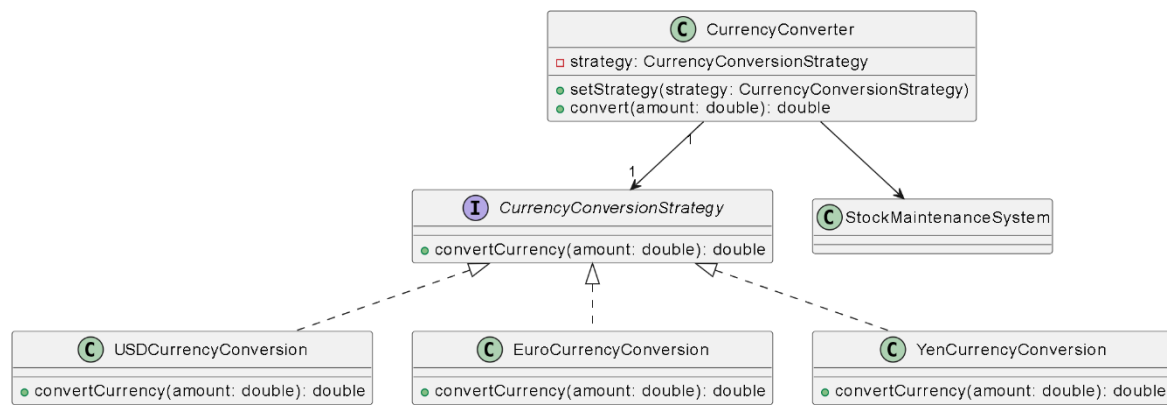 C CurrencyConverter
strategy: CurrencyConversionStrategy
setStrategy(strategy: CurrencyConversionStrategy)
convert(amount: double): double
1
1
I CurrencyConversionStrategy
convertCurrency(amount: double): double
C StockMaintenanceSystem
C USDCurrencyConversion
convertCurrency(amount: double): double
C EuroCurrencyConversion
convertCurrency(amount: double): double
C YenCurrencyConversion
convertCurrency(amount: double): double